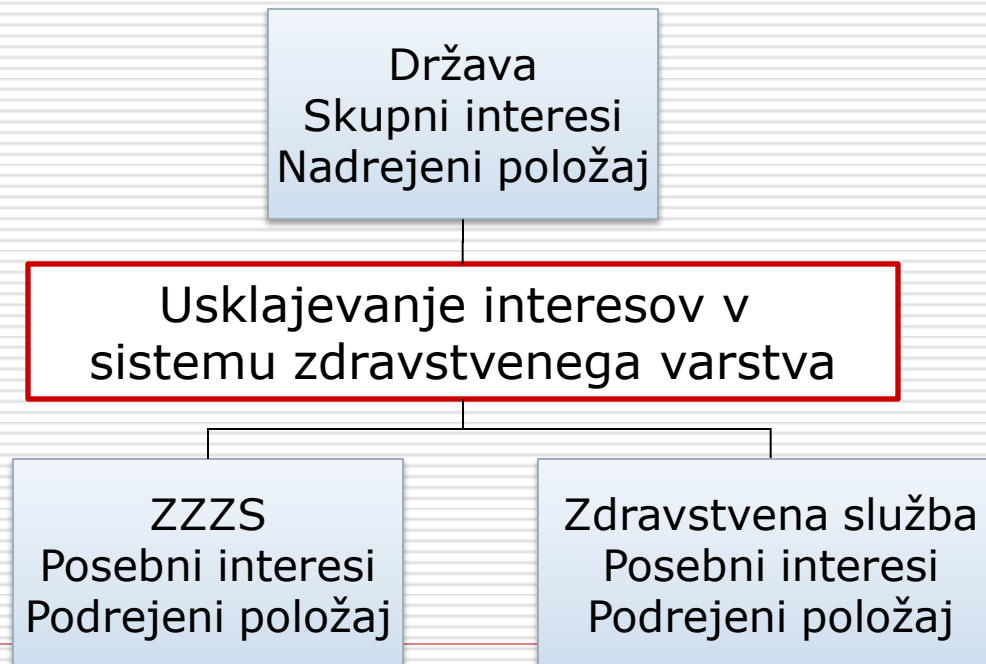 Država
Skupni interesi
Nadrejeni položaj
Usklajevanje interesov v
sistemu zdravstvenega varstva
ZZZS
Posebni interesi
Podrejeni položaj
Zdravstvena služba
Posebni interesi
Podrejeni položaj